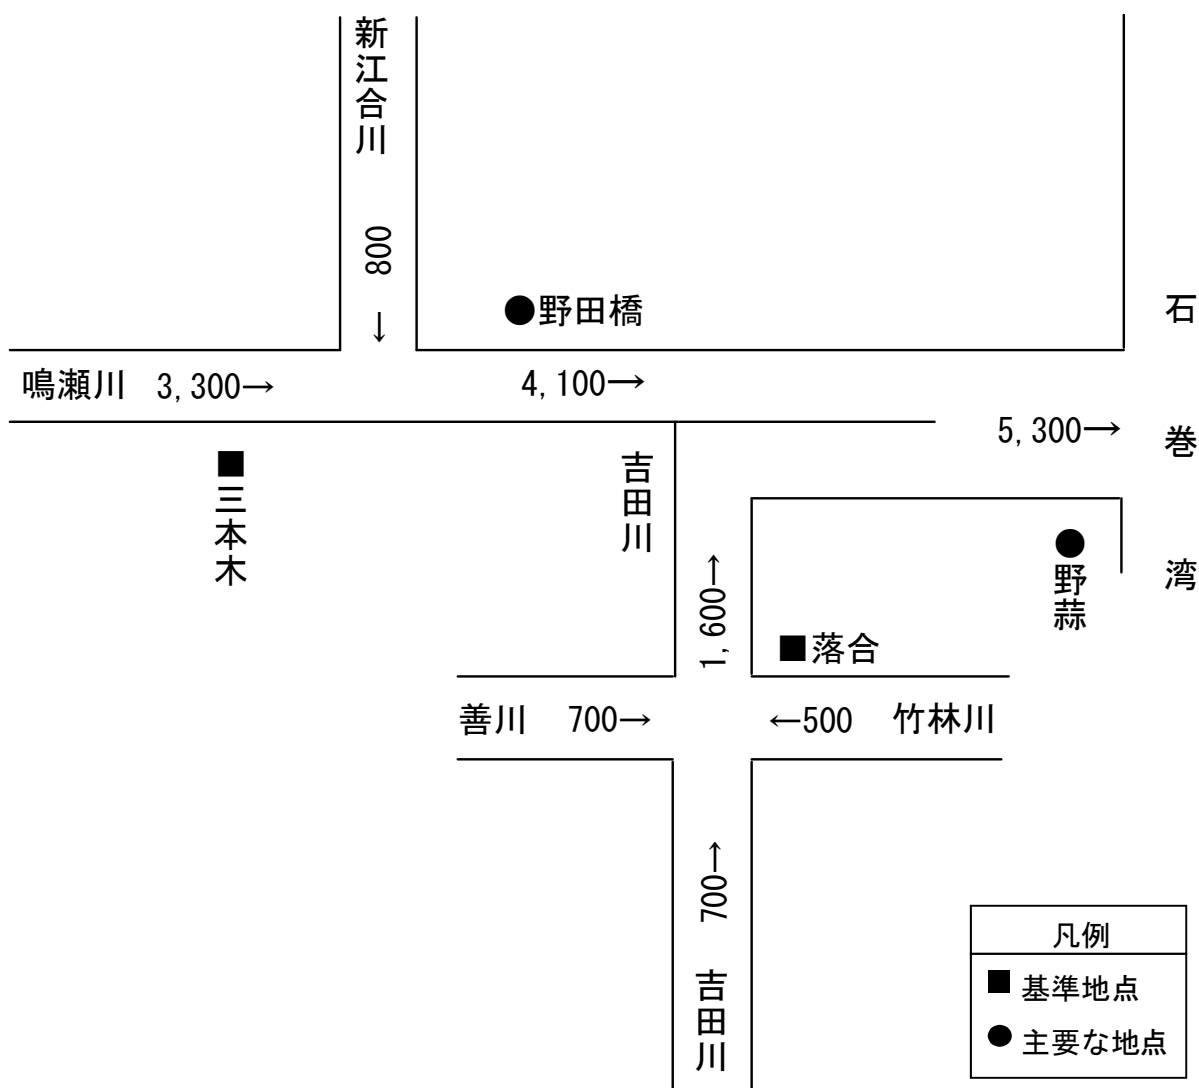 新江合川
800→
●野田橋
石巻湾
鳴瀬川 3,300→
4,100→
5,300→
■三本木
吉田川
1,600→
●野蒜
■落合
善川 700→
←500 竹林川
700→
吉田川
凡例
■ 基準地点
● 主要な地点